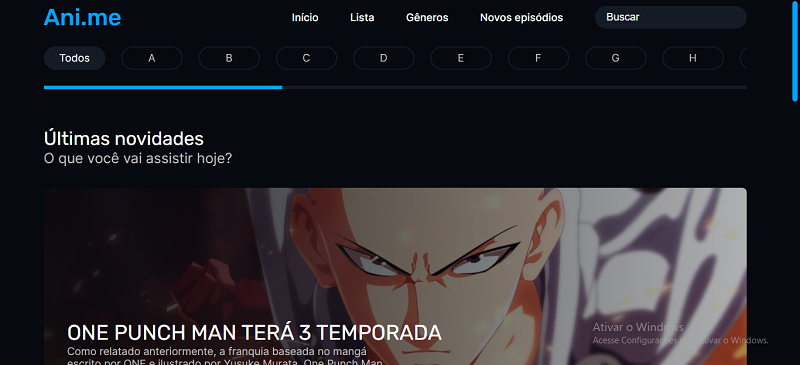 Ani.me
Início Lista Gêneros Novos episódios Buscar
Todos A B C D E F G H
Últimas novidades
O que você vai assistir hoje?
ONE PUNCH MAN TERÁ 3 TEMPORADA
Como relatado anteriormente, a franquia baseada no mangá
escrito por ONE e ilustrado por Yusuke Murata, One Punch Man
Ativar o Windows
Acesse Configurações para ativar o Windows.